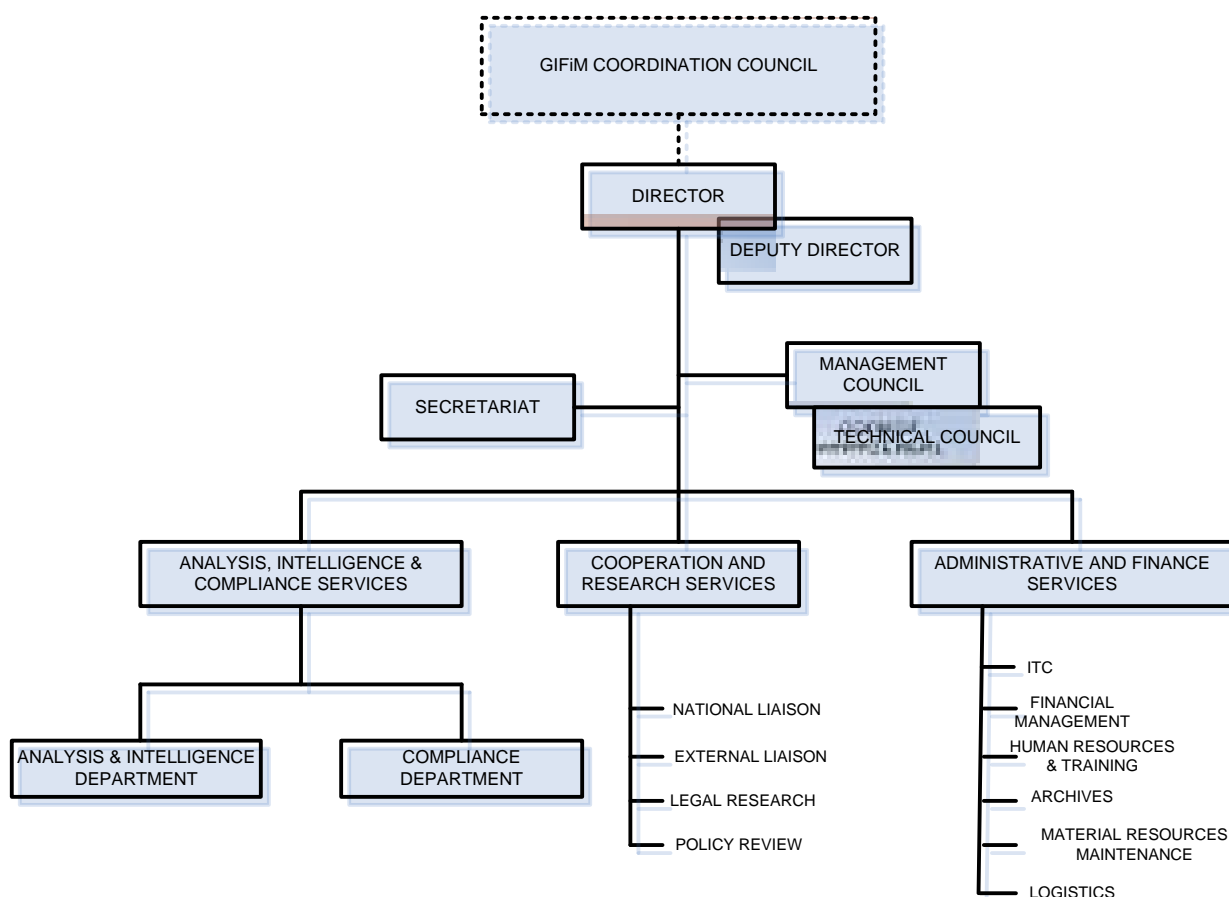 GIFiM COORDINATION COUNCIL
DIRECTOR
DEPUTY DIRECTOR
MANAGEMENT
COUNCIL
SECRETARIAT
TECHNICAL COUNCIL
ANALYSIS, INTELLIGENCE &
COMPLIANCE SERVICES
COOPERATION AND
RESEARCH SERVICES
ADMINISTRATIVE AND FINANCE
SERVICES
ANALYSIS & INTELLIGENCE
DEPARTMENT
COMPLIANCE
DEPARTMENT
NATIONAL LIAISON
EXTERNAL LIAISON
LEGAL RESEARCH
POLICY REVIEW
ITC
FINANCIAL
MANAGEMENT
HUMAN RESOURCES
& TRAINING
ARCHIVES
MATERIAL RESOURCES
MAINTENANCE
LOGISTICS